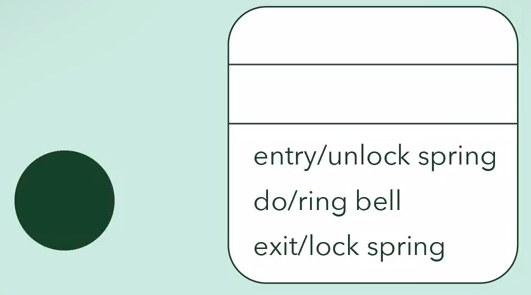 entry/unlock spring
do/ring bell
exit/lock spring